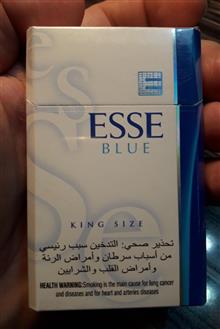 ESSE
BLUE
KING SIZE
تحذير صحي: التدخين سبب رئيسي
من أسباب سرطان وأمراض الرئة
وأمراض القلب والشرايين
HEALTH WARNING:Smoking is the main cause for lung cancer
and diseases and for heart and arteries diseases